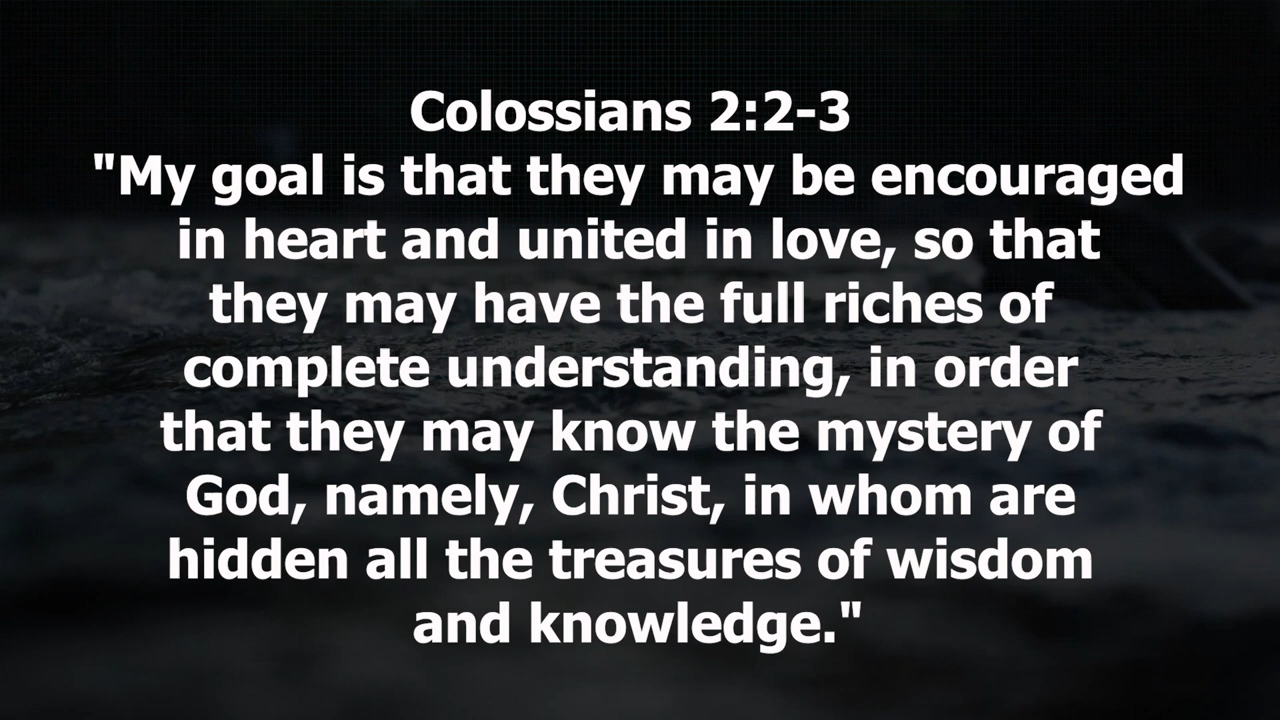 Colossians 2:2-3
"My goal is that they may be encouraged
in heart and united in love, so that
they may have the full riches of
complete understanding, in order
that they may know the mystery of
God, namely, Christ, in whom are
hidden all the treasures of wisdom
and knowledge."